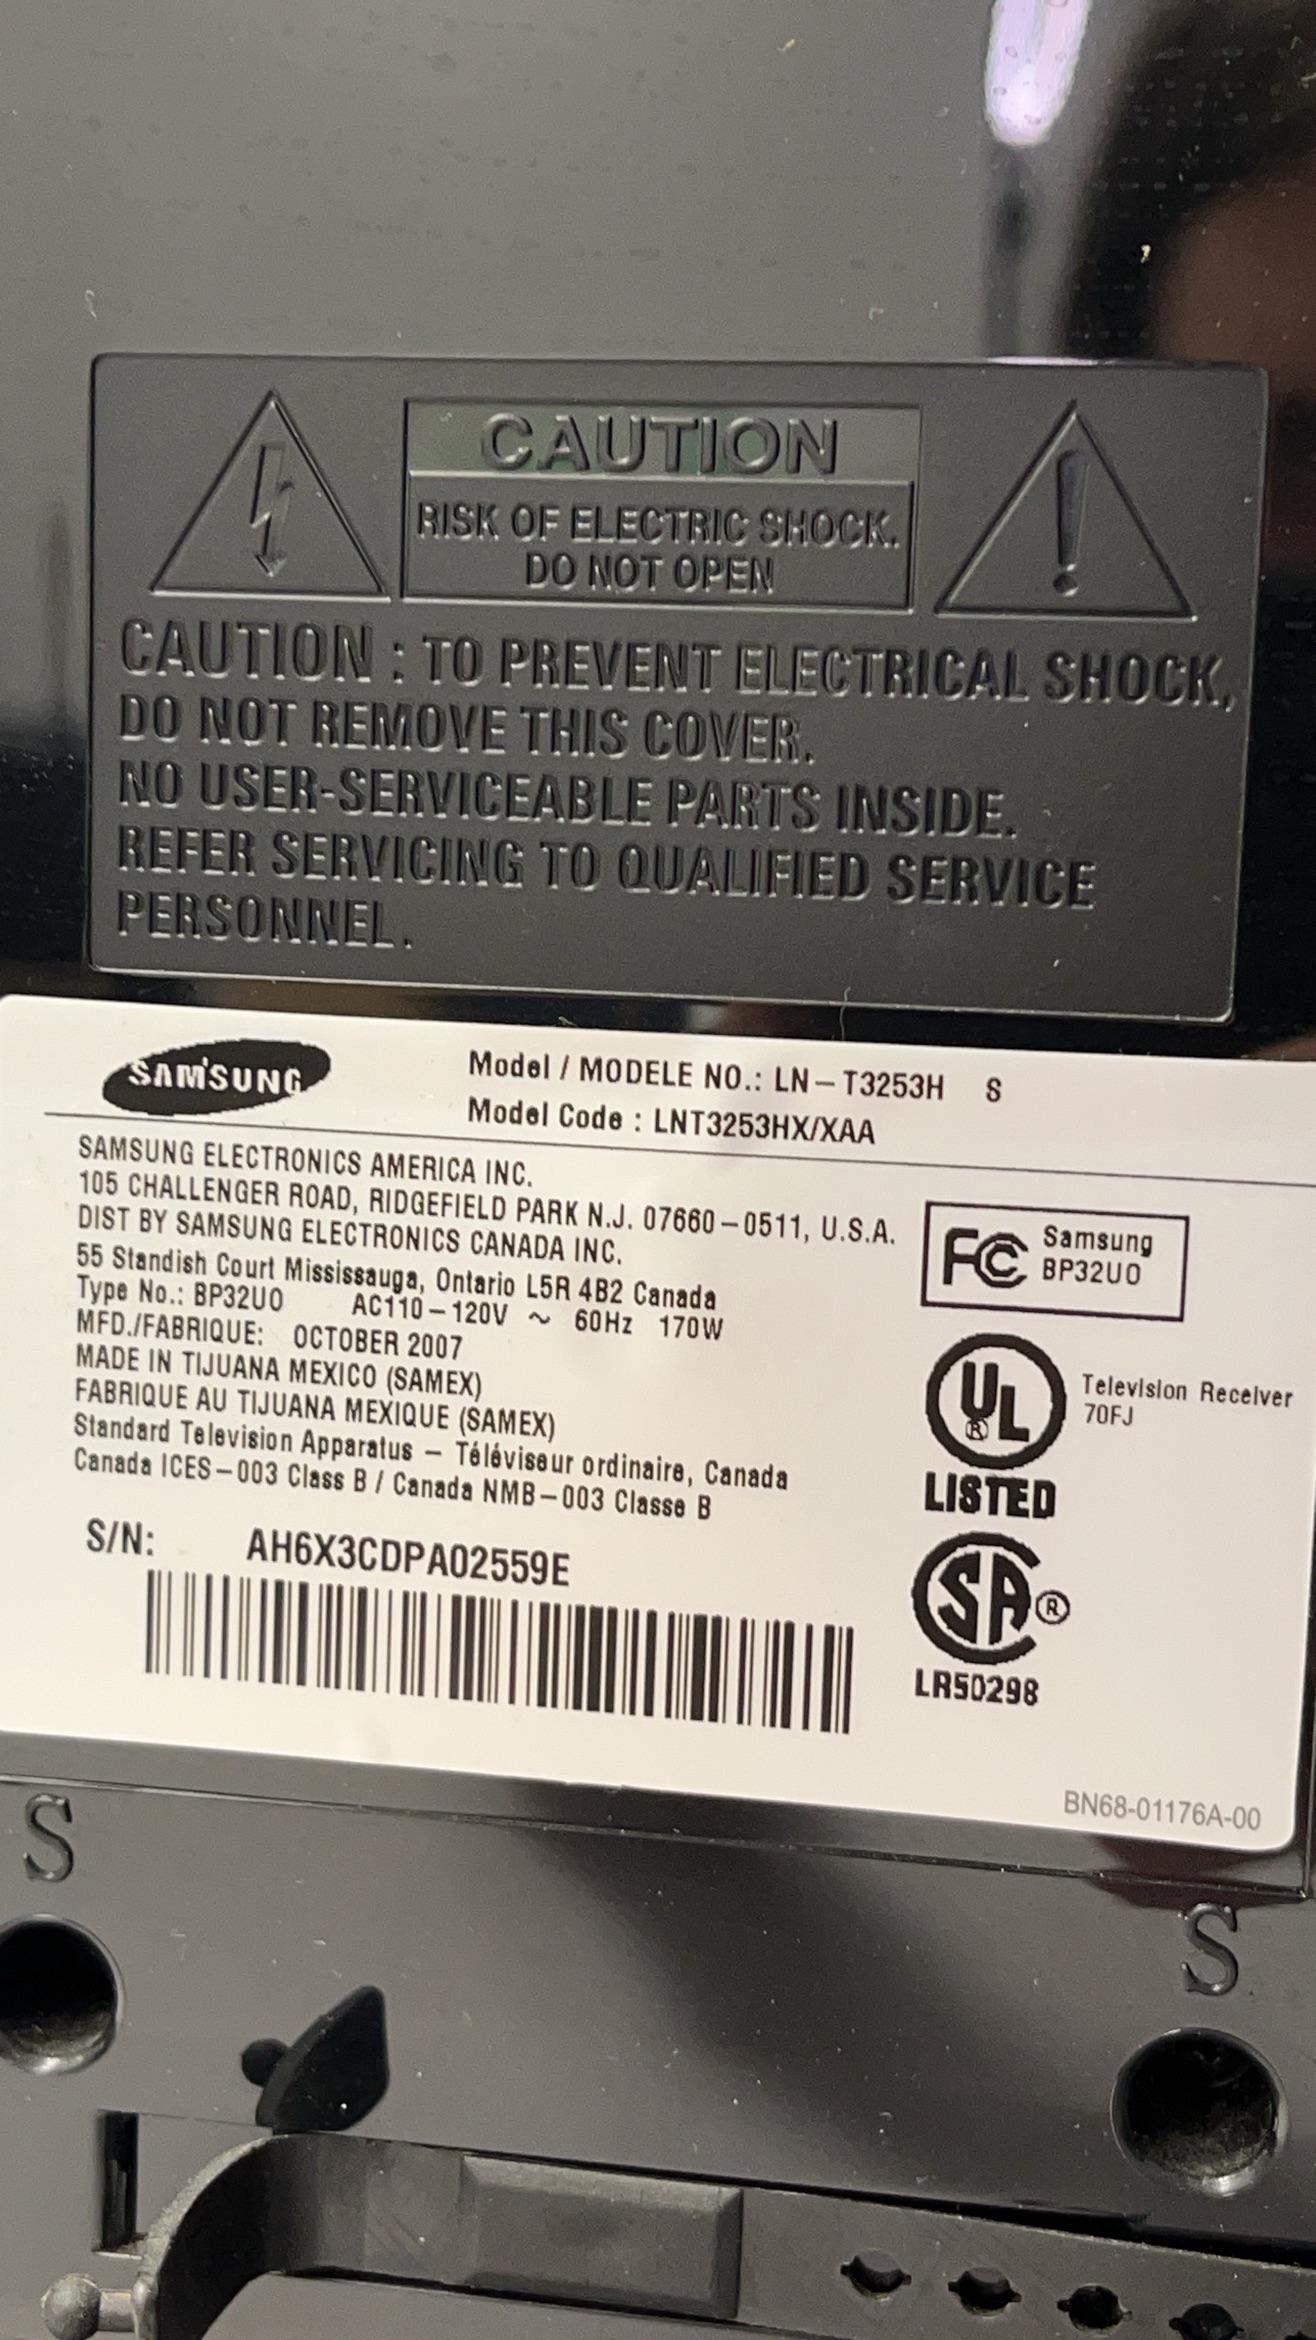 CAUTION
RISK OF ELECTRIC SHOCK.
DO NOT OPEN
CAUTION : TO PREVENT ELECTRICAL SHOCK,
DO NOT REMOVE THIS COVER.
NO USER-SERVICEABLE PARTS INSIDE.
REFER SERVICING TO QUALIFIED SERVICE
PERSONNEL.
SAMSUNG
Model / MODELE NO.: LN–T3253H S
Model Code : LNT3253HX/XAA
SAMSUNG ELECTRONICS AMERICA INC.
105 CHALLENGER ROAD, RIDGEFIELD PARK N.J. 07660–0511, U.S.A.
DIST BY SAMSUNG ELECTRONICS CANADA INC.
55 Standish Court Mississauga, Ontario L5R 4B2 Canada
Type No.: BP32U0 AC110–120V ~ 60Hz 170W
MFD./FABRIQUE: OCTOBER 2007
MADE IN TIJUANA MEXICO (SAMEX)
FABRIQUE AU TIJUANA MEXIQUE (SAMEX)
Standard Television Apparatus – Téléviseur ordinaire, Canada
Canada ICES–003 Class B / Canada NMB–003 Classe B
S/N: AH6X3CDPA02559E
FC Samsung
BP32U0
UL ® Television Receiver
70FJ
LISTED
SA ®
LR50298
BN68-01176A-00
S
S